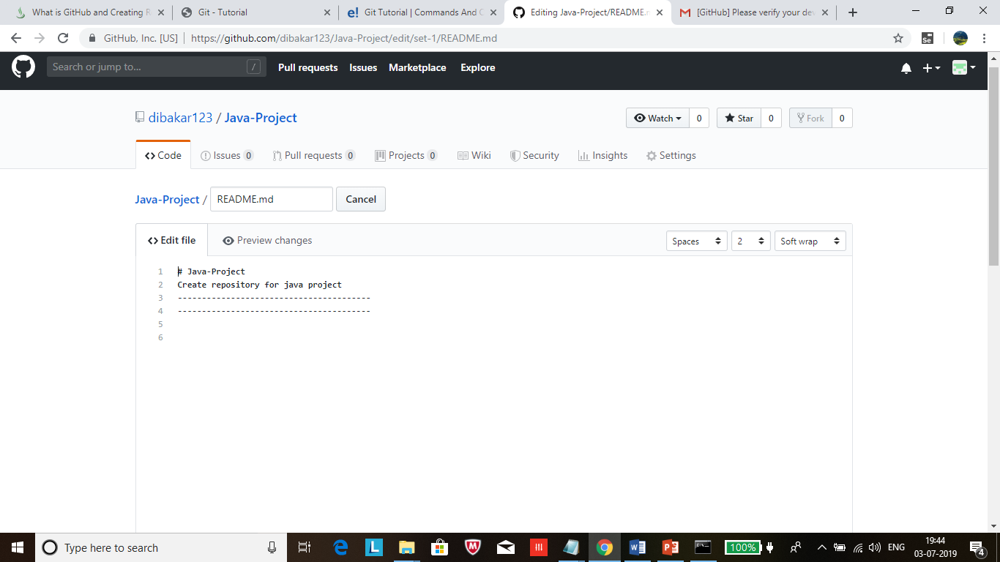 What is GitHub and Creating R
Git - Tutorial
Git Tutorial | Commands And C
Editing Java-Project/README.m
[GitHub] Please verify your dev
GitHub, Inc. [US] | https://github.com/dibakar123/Java-Project/edit/set-1/README.md
Search or jump to... /
Pull requests Issues Marketplace Explore
dibakar123 / Java-Project
Watch 0 Star 0 Fork 0
Code Issues 0 Pull requests 0 Projects 0 Wiki Security Insights Settings
Java-Project / README.md Cancel
Edit file Preview changes Spaces 2 Soft wrap
1 # Java-Project
2 Create repository for java project
3 ----------------------------------------
4 ----------------------------------------
5
6
Type here to search
100%
ENG
19:44
03-07-2019
4